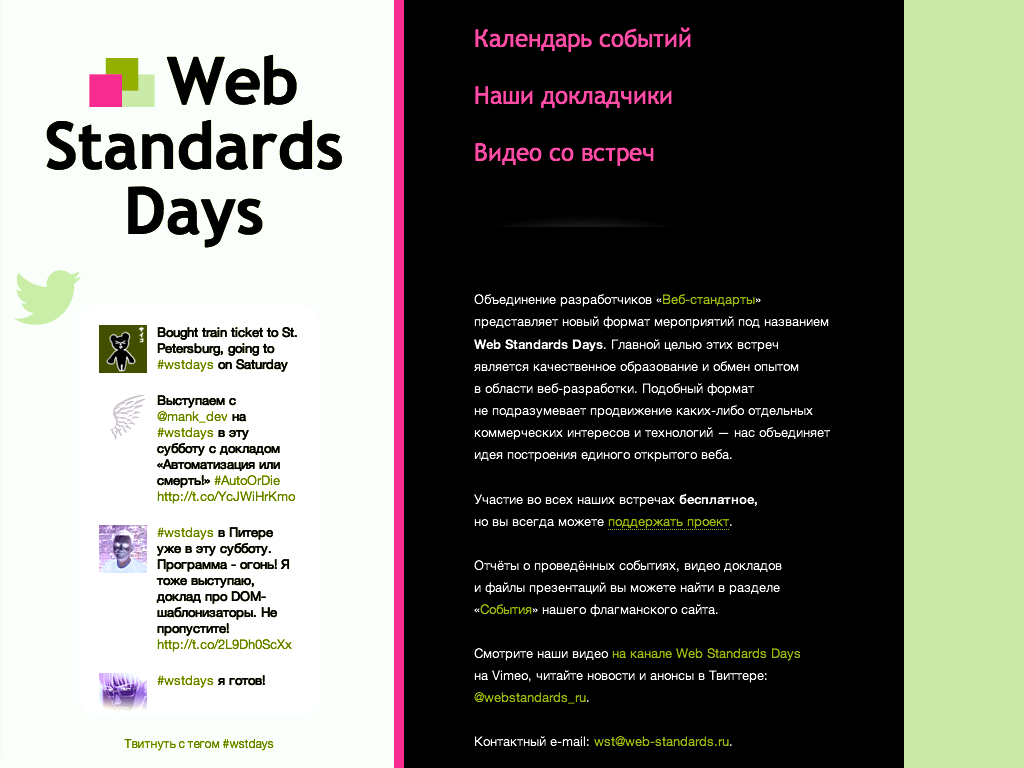 Web
Standards
Days
Bought train ticket to St.
Petersburg, going to
#wstdays on Saturday
Выступаем с
@mank_dev на
#wstdays в эту
субботу с докладом
«Автоматизация или
смерть!» #AutoOrDie
http://t.co/YcJWiHrKmo
#wstdays в Питере
уже в эту субботу.
Программа - огонь! Я
тоже выступаю,
доклад про DOM-
шаблонизаторы. Не
пропустите!
http://t.co/2L9Dh0ScXx
#wstdays я готов!
Твитнуть с тегом #wstdays
Календарь событий
Наши докладчики
Видео со встреч
Объединение разработчиков «Веб-стандарты»
представляет новый формат мероприятий под названием
Web Standards Days. Главной целью этих встреч
является качественное образование и обмен опытом
в области веб-разработки. Подобный формат
не подразумевает продвижение каких-либо отдельных
коммерческих интересов и технологий — нас объединяет
идея построения единого открытого веба.
Участие во всех наших встречах бесплатное,
но вы всегда можете поддержать проект.
Отчёты о проведённых событиях, видео докладов
и файлы презентаций вы можете найти в разделе
«События» нашего флагманского сайта.
Смотрите наши видео на канале Web Standards Days
на Vimeo, читайте новости и анонсы в Твиттере:
@webstandards_ru.
Контактный e-mail: wst@web-standards.ru.